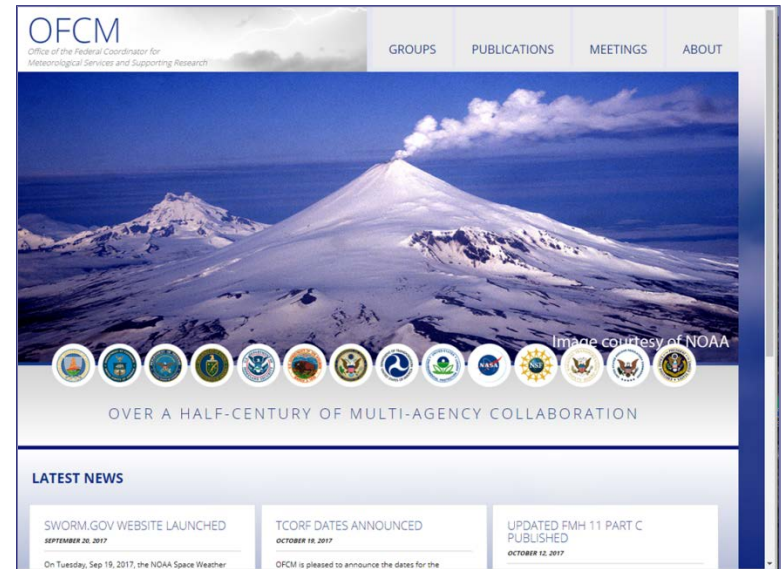 OFCM
Office of the Federal Coordinator for
Meteorological Services and Supporting Research
GROUPS PUBLICATIONS MEETINGS ABOUT
Image courtesy of NOAA
NASA
NSF
OVER A HALF-CENTURY OF MULTI-AGENCY COLLABORATION
LATEST NEWS
SWORM.GOV WEBSITE LAUNCHED
SEPTEMBER 20, 2017
On Tuesday, Sep 19, 2017, the NOAA Space Weather
TCORF DATES ANNOUNCED
OCTOBER 19, 2017
OFCM is pleased to announce the dates for the
UPDATED FMH 11 PART C
PUBLISHED
OCTOBER 12, 2017